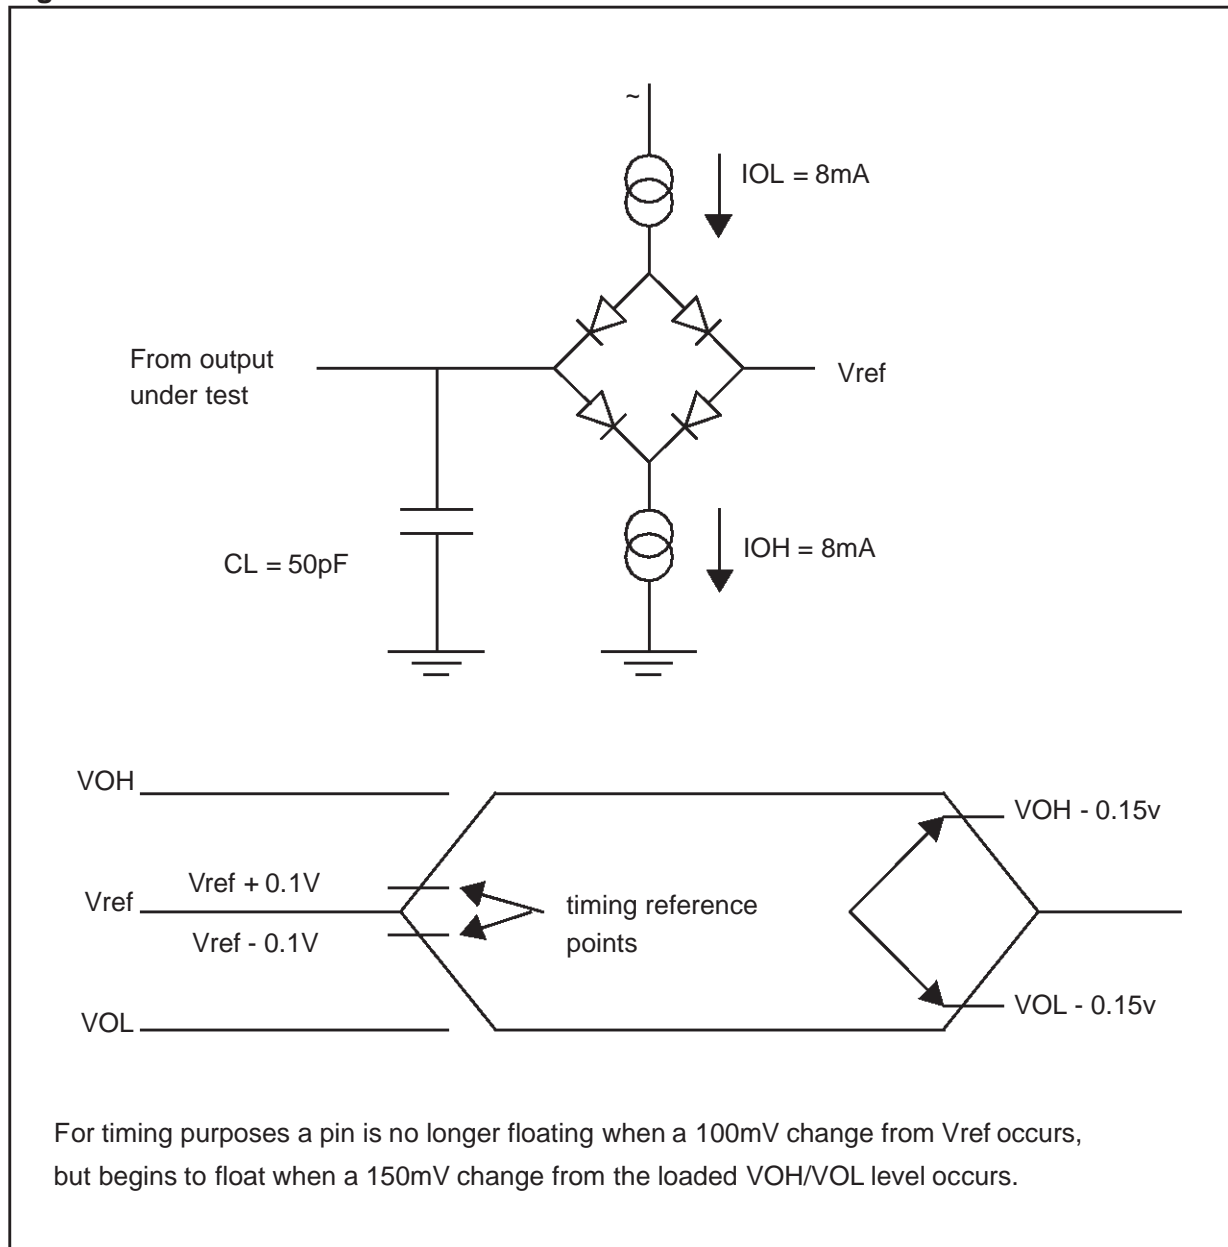 ~
IOL = 8mA
From output
under test
Vref
CL = 50pF
IOH = 8mA
VOH
VOH - 0.15v
Vref + 0.1V
Vref
timing reference
points
Vref - 0.1V
VOL - 0.15v
VOL
For timing purposes a pin is no longer floating when a 100mV change from Vref occurs,
but begins to float when a 150mV change from the loaded VOH/VOL level occurs.